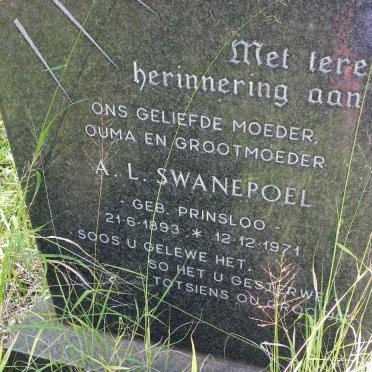 Met tere
herinnering aan
ONS GELIEFDE MOEDER,
OUMA EN GROOTMOEDER
A. L. SWANEPOEL
- GEB. PRINSLOO -
21-6-1893 * 12-12-1971
SOOS U GELEWE HET,
SO HET U GESTERWE
TOTSIENS OU